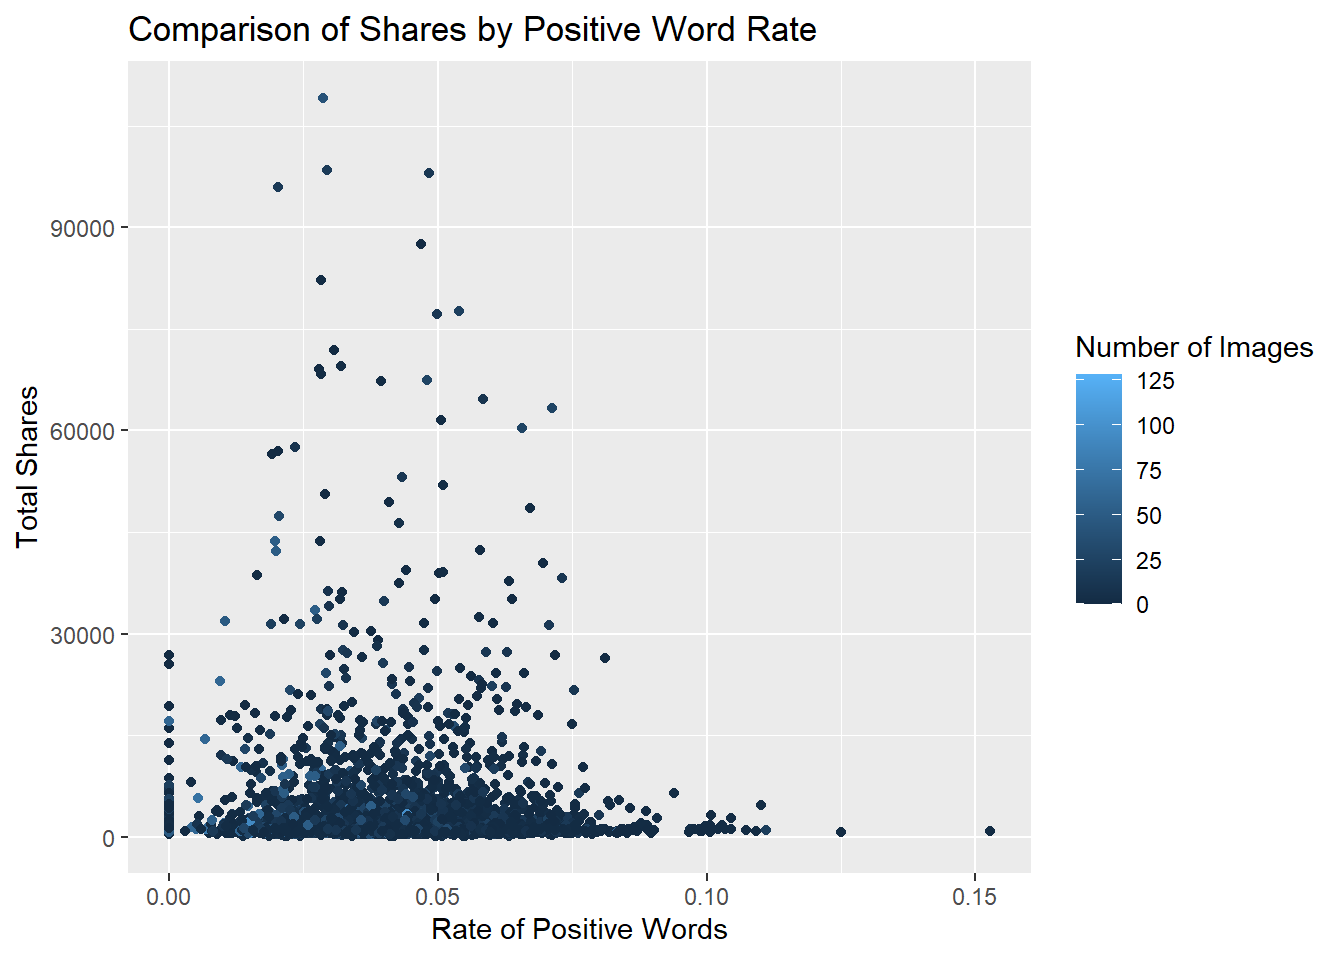 Comparison of Shares by Positive Word Rate
90000
60000
30000
0
Total Shares
0.00 0.05 0.10 0.15
Rate of Positive Words
Number of Images
125
100
75
50
25
0